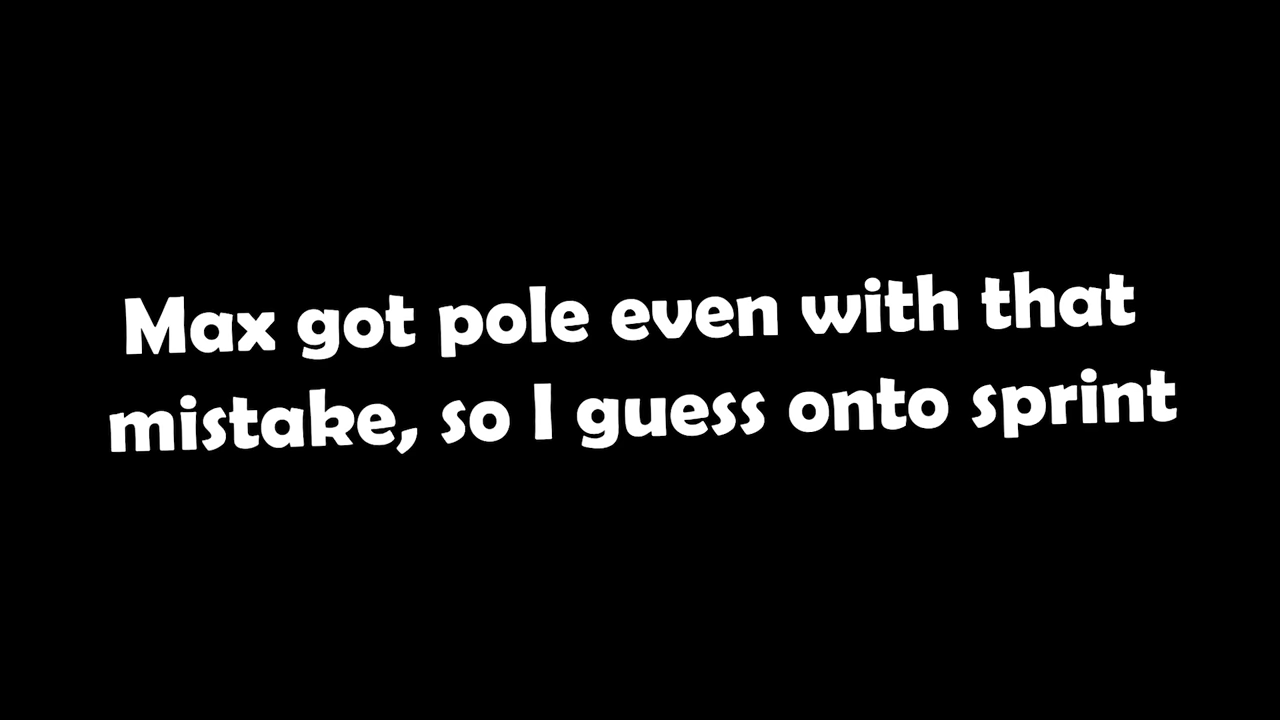 Max got pole even with that
mistake, so I guess onto sprint